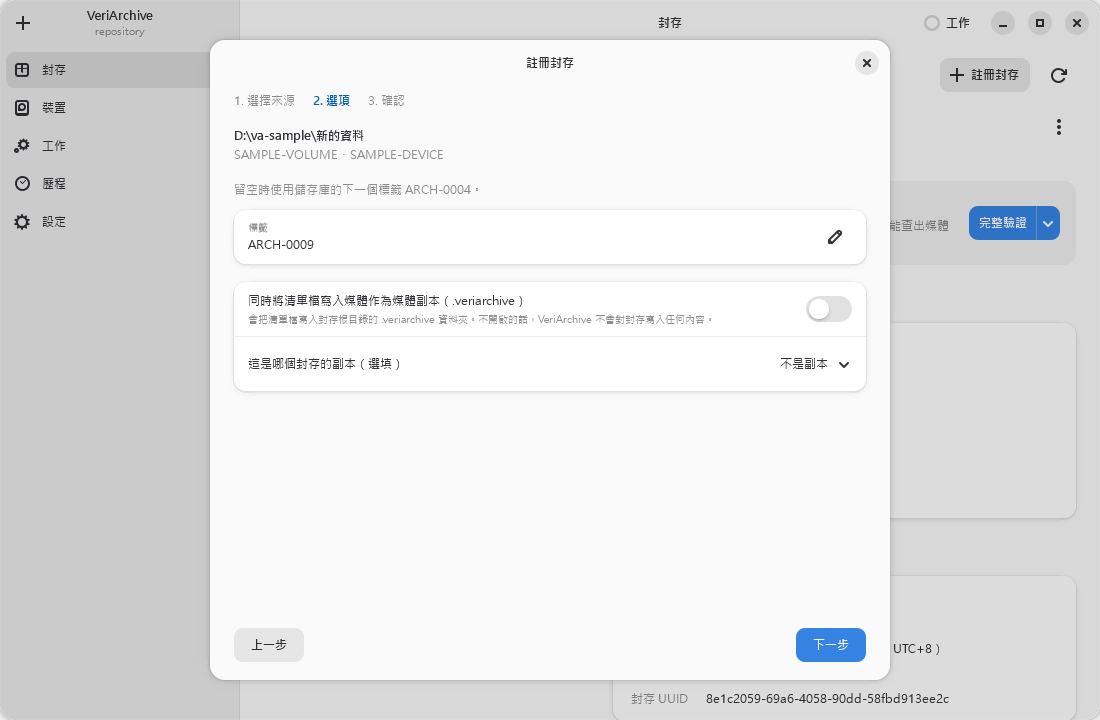 VeriArchive
repository
封存
工作
封存
裝置
工作
歷程
設定
註冊封存
註冊封存
1. 選擇來源
2. 選項
3. 確認
D:\va-sample\新的資料
SAMPLE-VOLUME · SAMPLE-DEVICE
留空時使用儲存庫的下一個標籤 ARCH-0004。
標籤
ARCH-0009
能查出媒體
完整驗證
同時將清單檔寫入媒體作為媒體副本（.veriarchive）
會把清單檔寫入封存根目錄的 .veriarchive 資料夾。不開啟的話，VeriArchive 不會對封存寫入任何內容。
這是哪個封存的副本（選填）
不是副本
上一步
下一步
UTC+8）
封存 UUID
8e1c2059-69a6-4058-90dd-58fbd913ee2c